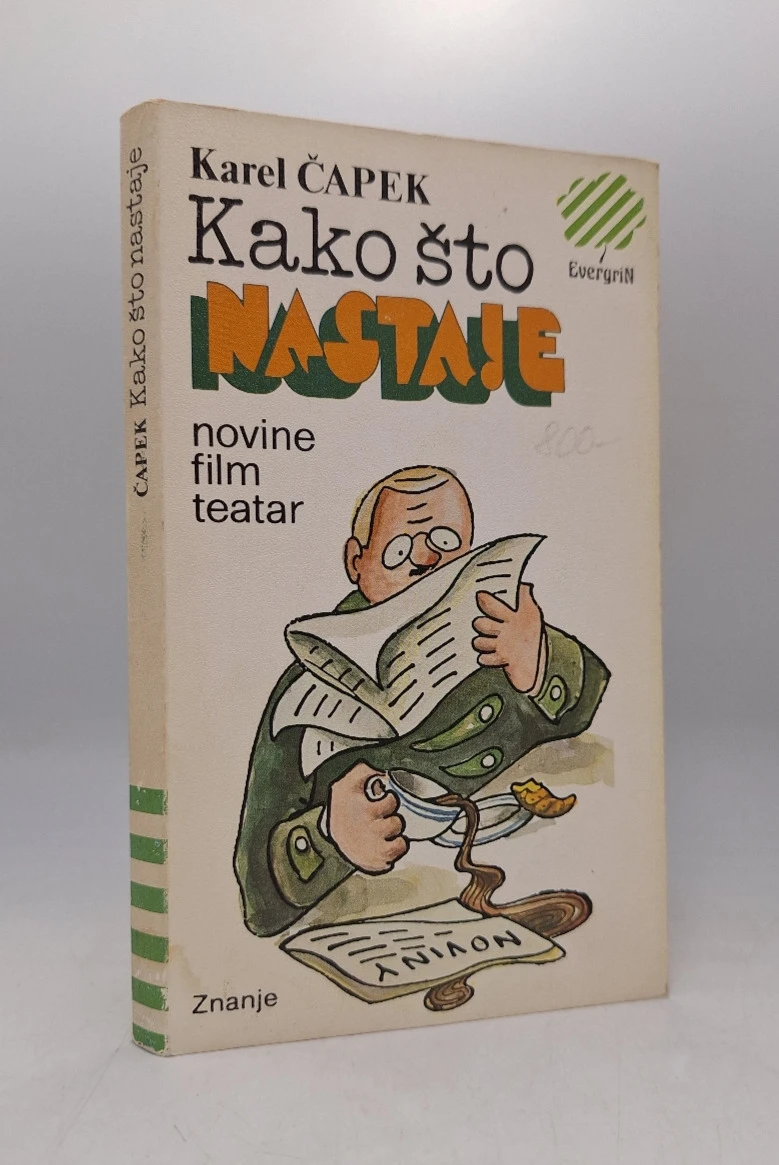 Karel ČAPEK
Kako što
NASTAJE
novine
film
teatar
EvergriN
800-
NOVINY
Znanje
ČAPEK Kako što nastaje